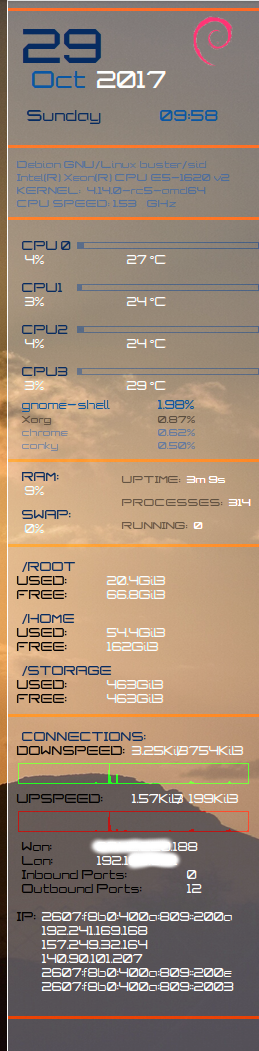 29
Oct 2017
Sunday 09:58
Debian GNU/Linux buster/sid
Intel(R) Xeon(R) CPU E5-1620 v2
KERNEL: 4.14.0-rc5-amd64
CPU SPEED: 1.53 GHz
CPU 0
4% 27 °C
CPU1
3% 24 °C
CPU2
4% 24 °C
CPU3
3% 29 °C
gnome-shell 1.98%
Xorg 0.87%
chrome 0.62%
conky 0.50%
RAM:
9%
UPTIME: 3m 9s
PROCESSES: 314
SWAP:
0%
RUNNING: 0
/ROOT
USED: 20.4GiB
FREE: 66.8GiB
/HOME
USED: 54.4GiB
FREE: 162GiB
/STORAGE
USED: 463GiB
FREE: 463GiB
CONNECTIONS:
DOWNSPEED: 3.25KiB/8754KiB
UPSPEED: 1.57KiB/ 199KiB
Wan: .188
Lan: 192.1
Inbound Ports: 0
Outbound Ports: 12
IP: 2607:f8b0:400a:809::200a
192.241.169.168
157.249.32.164
140.90.101.207
2607:f8b0:400a:809::200e
2607:f8b0:400a:809::2003